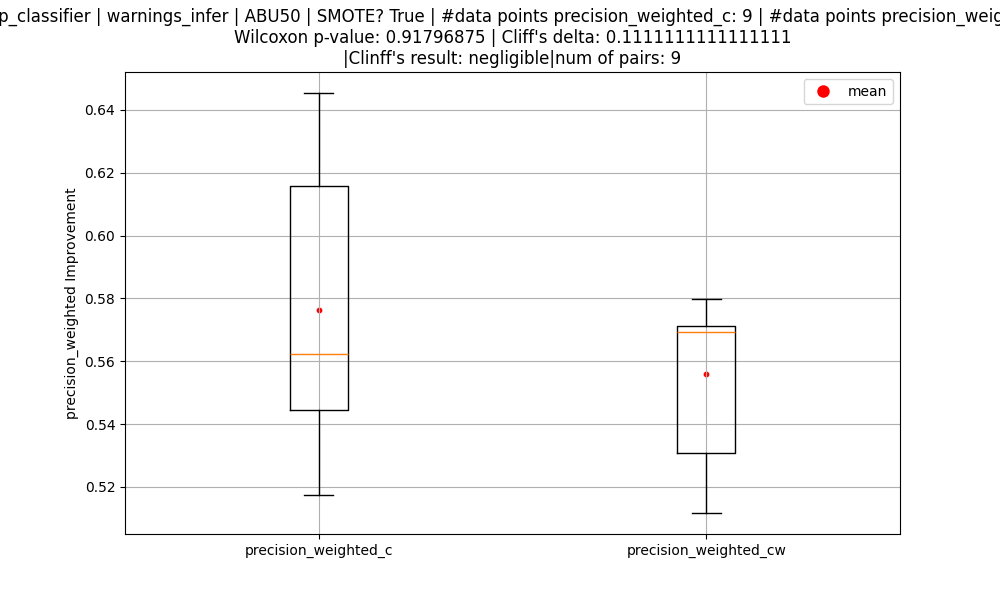 p_classifier | warnings_infer | ABU50 | SMOTE? True | #data points precision_weighted_c: 9 | #data points precision_weig
Wilcoxon p-value: 0.91796875 | Cliff's delta: 0.1111111111111111
|Clinff's result: negligible|num of pairs: 9
mean
0.64
0.62
0.60
0.58
0.56
0.54
0.52
precision_weighted Improvement
precision_weighted_c
precision_weighted_cw